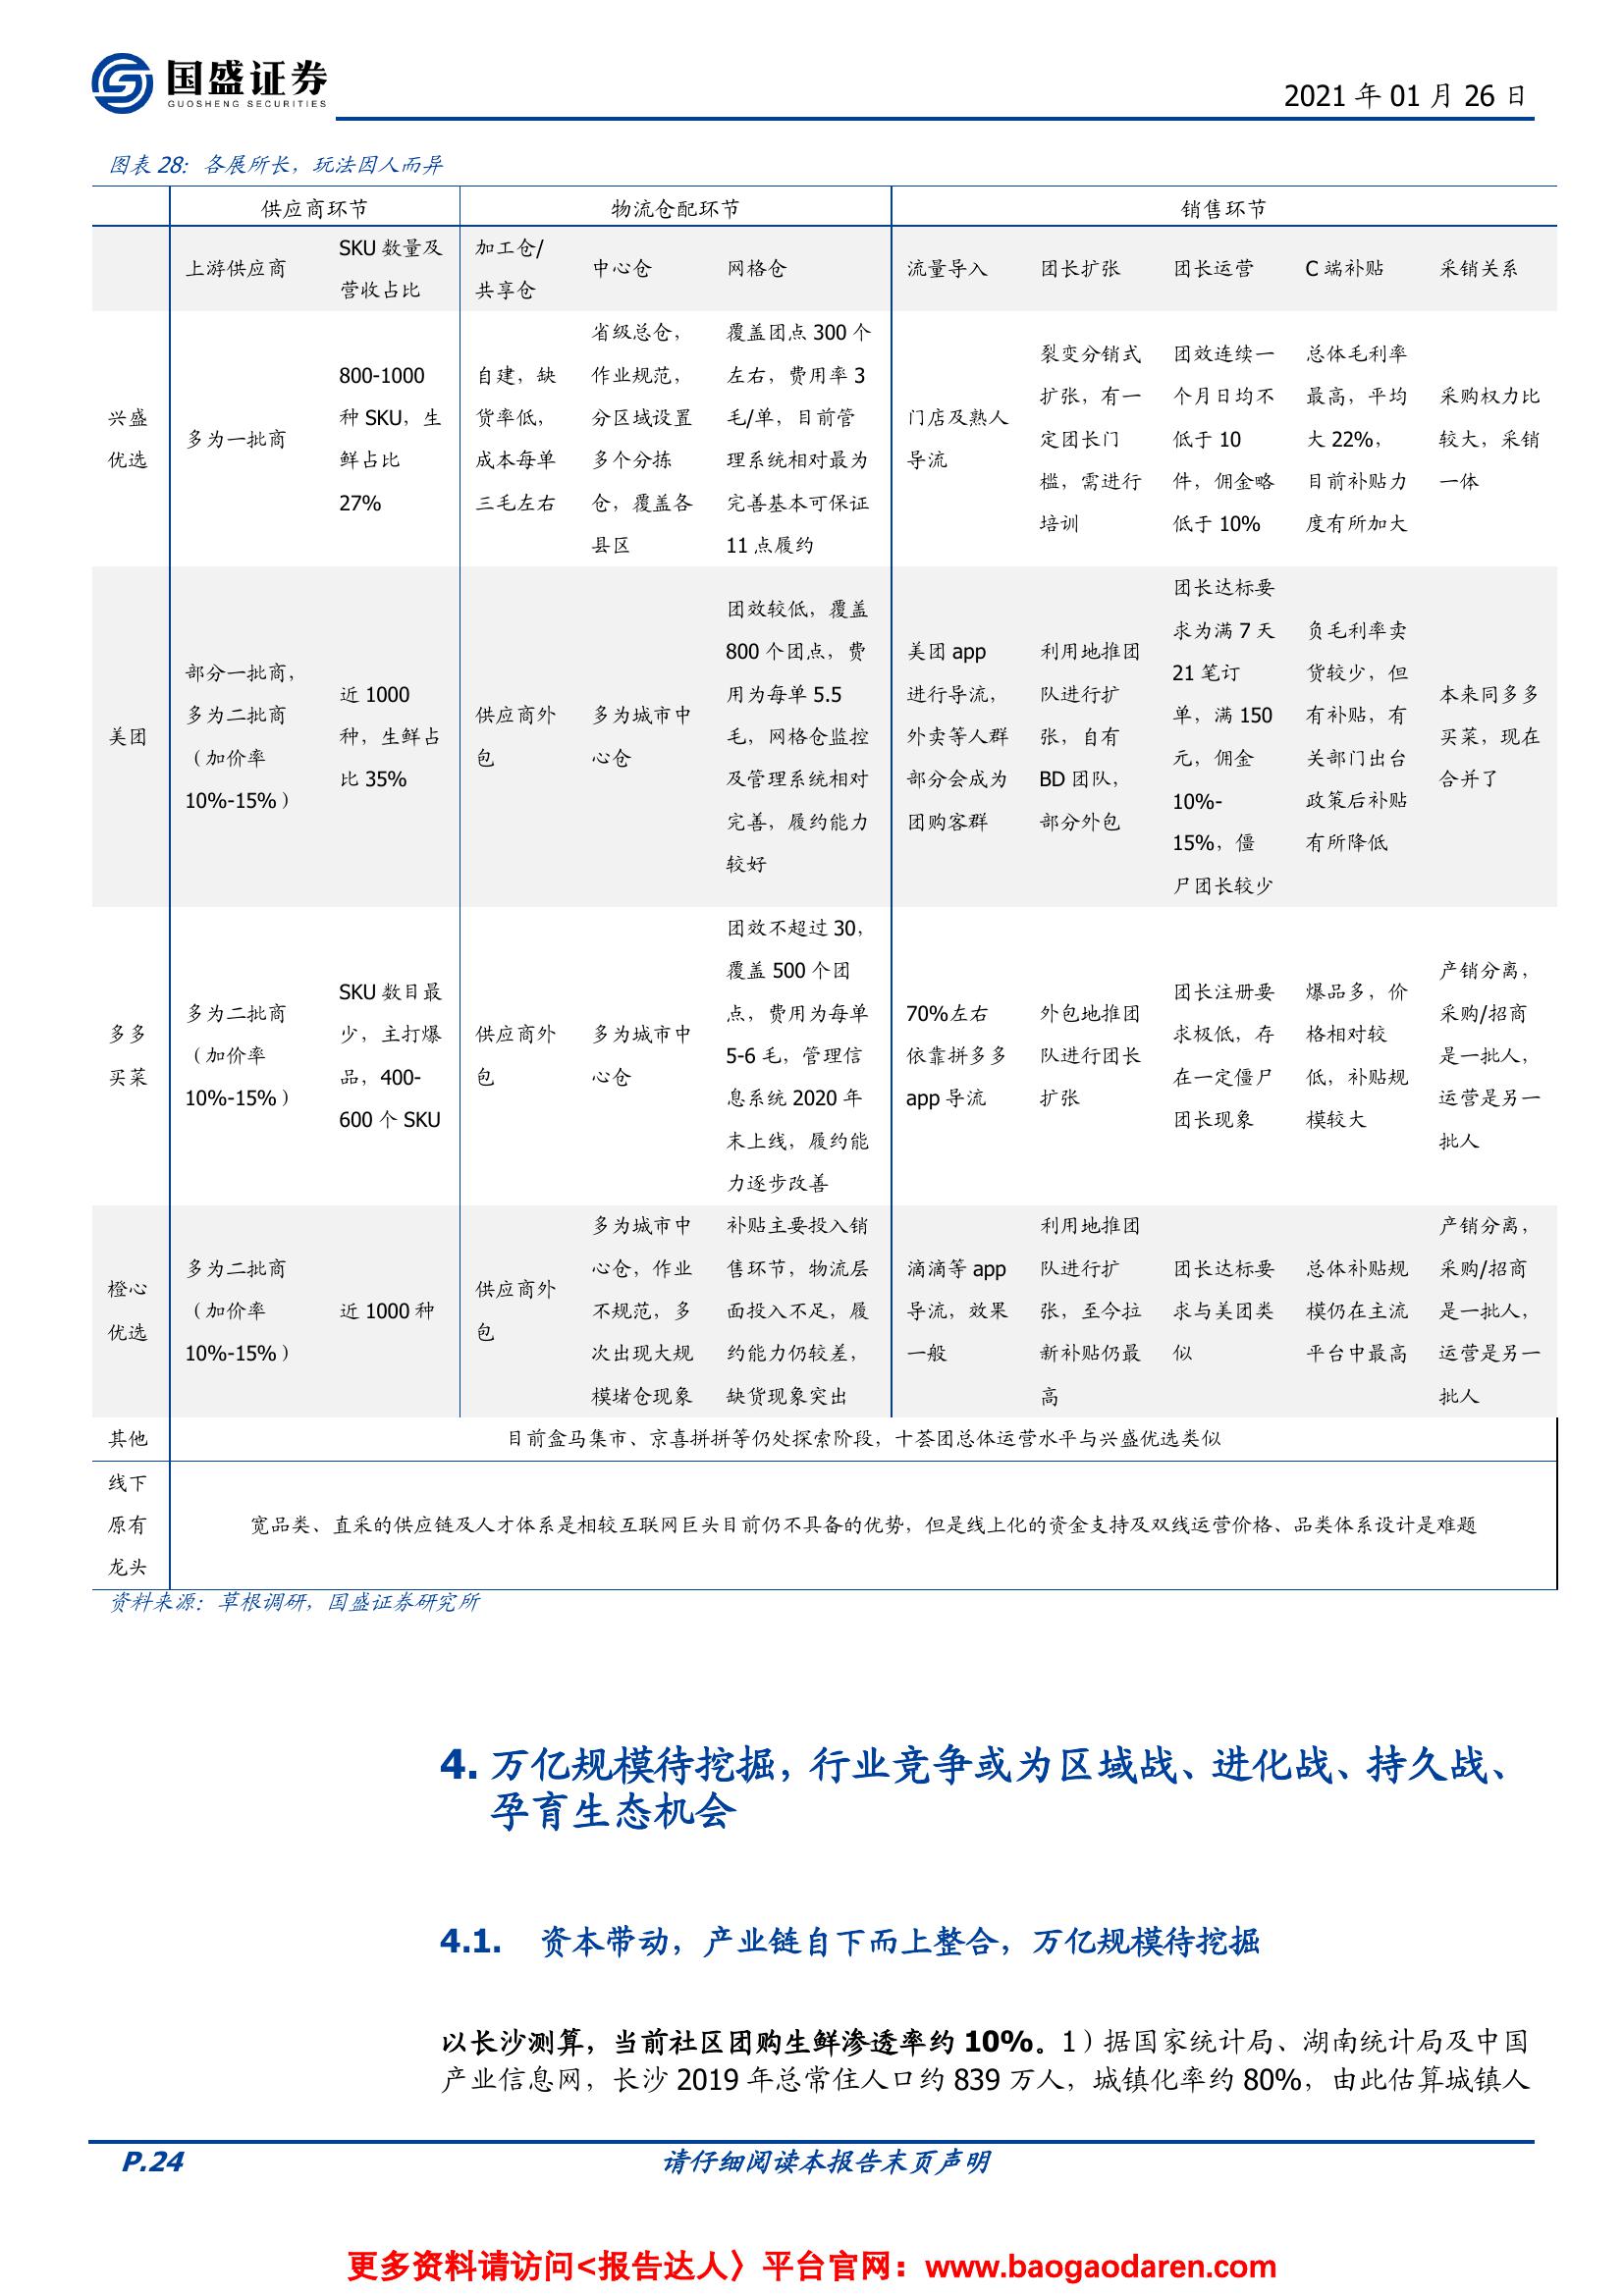 国盛证券
GUOSHENG SECURITIES
2021 年 01 月 26 日
图表 28：各展所长，玩法因人而异
供应商环节 物流仓配环节 销售环节
上游供应商
SKU 数量及
营收占比
加工仓/
共享仓
中心仓
网格仓
流量导入
团长扩张
团长运营
C 端补贴
采销关系
兴盛
优选
多为一批商
800-1000
种 SKU，生
鲜占比
27%
自建，缺
货率低，
成本每单
三毛左右
省级总仓，
作业规范，
分区域设置
多个分拣
仓，覆盖各
县区
覆盖团点 300 个
左右，费用率 3
毛/单，目前管
理系统相对最为
完善基本可保证
11 点履约
门店及熟人
导流
裂变分销式
扩张，有一
定团长门
槛，需进行
培训
团效连续一
个月日均不
低于 10
件，佣金略
低于 10%
总体毛利率
最高，平均
大 22%，
目前补贴力
度有所加大
采购权力比
较大，采销
一体
美团
部分一批商，
多为二批商
（加价率
10%-15%）
近 1000
种，生鲜占
比 35%
供应商外
包
多为城市中
心仓
团效较低，覆盖
800 个团点，费
用为每单 5.5
毛，网格仓监控
及管理系统相对
完善，履约能力
较好
美团 app
进行导流，
外卖等人群
部分会成为
团购客群
利用地推团
队进行扩
张，自有
BD 团队，
部分外包
团长达标要
求为满 7 天
21 笔订
单，满 150
元，佣金
10%-
15%，僵
尸团长较少
负毛利率卖
货较少，但
有补贴，有
关部门出台
政策后补贴
有所降低
本来同多多
买菜，现在
合并了
多多
买菜
多为二批商
（加价率
10%-15%）
SKU 数目最
少，主打爆
品，400-
600 个 SKU
供应商外
包
多为城市中
心仓
团效不超过 30，
覆盖 500 个团
点，费用为每单
5-6 毛，管理信
息系统 2020 年
末上线，履约能
力逐步改善
70%左右
依靠拼多多
app 导流
外包地推团
队进行团长
扩张
团长注册要
求极低，存
在一定僵尸
团长现象
爆品多，价
格相对较
低，补贴规
模较大
产销分离，
采购/招商
是一批人，
运营是另一
批人
橙心
优选
多为二批商
（加价率
10%-15%）
近 1000 种
供应商外
包
多为城市中
心仓，作业
不规范，多
次出现大规
模堵仓现象
补贴主要投入销
售环节，物流层
面投入不足，履
约能力仍较差，
缺货现象突出
滴滴等 app
导流，效果
一般
利用地推团
队进行扩
张，至今拉
新补贴仍最
高
团长达标要
求与美团类
似
总体补贴规
模仍在主流
平台中最高
产销分离，
采购/招商
是一批人，
运营是另一
批人
其他
目前盒马集市、京喜拼拼等仍处探索阶段，十荟团总体运营水平与兴盛优选类似
线下
原有
龙头
宽品类、直采的供应链及人才体系是相较互联网巨头目前仍不具备的优势，但是线上化的资金支持及双线运营价格、品类体系设计是难题
资料来源：草根调研，国盛证券研究所
4. 万亿规模待挖掘，行业竞争或为区域战、进化战、持久战、
孕育生态机会
4.1. 资本带动，产业链自下而上整合，万亿规模待挖掘
以长沙测算，当前社区团购生鲜渗透率约 10%。1）据国家统计局、湖南统计局及中国
产业信息网，长沙 2019 年总常住人口约 839 万人，城镇化率约 80%，由此估算城镇人
P.24 请仔细阅读本报告末页声明
更多资料请访问<报告达人〉平台官网：www.baogaodaren.com